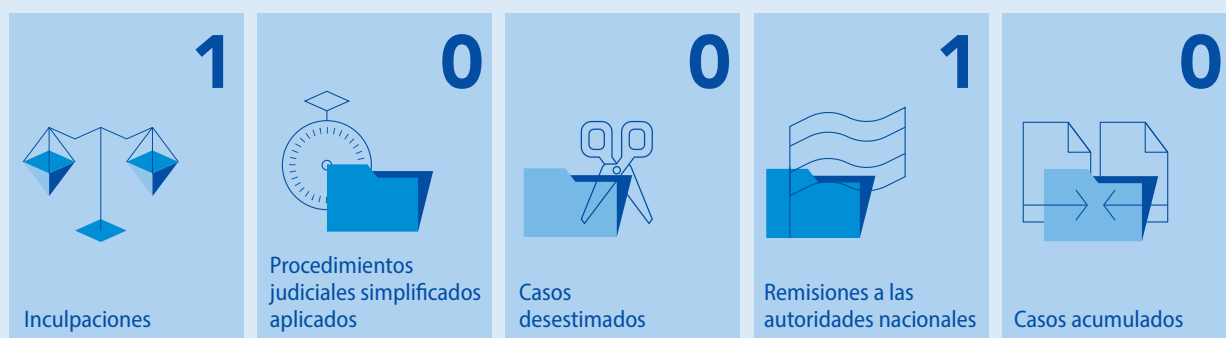 1
Inculpaciones
0
Procedimientos
judiciales simplificados
aplicados
0
Casos
desestimados
1
Remisiones a las
autoridades nacionales
0
Casos acumulados